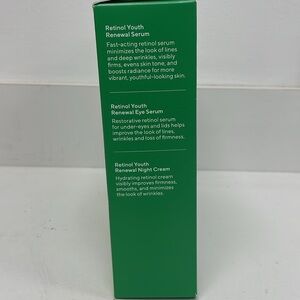 Retinol Youth
Renewal Serum
Fast-acting retinol serum
minimizes the look of lines
and deep wrinkles, visibly
firms, evens skin tone, and
boosts radiance for more
vibrant, youthful-looking skin.
Retinol Youth
Renewal Eye Serum
Restorative retinol serum
for under-eyes and lids helps
improve the look of lines,
wrinkles and loss of firmness.
Retinol Youth
Renewal Night Cream
Hydrating retinol cream
visibly improves firmness,
smooths, and minimizes
the look of wrinkles.